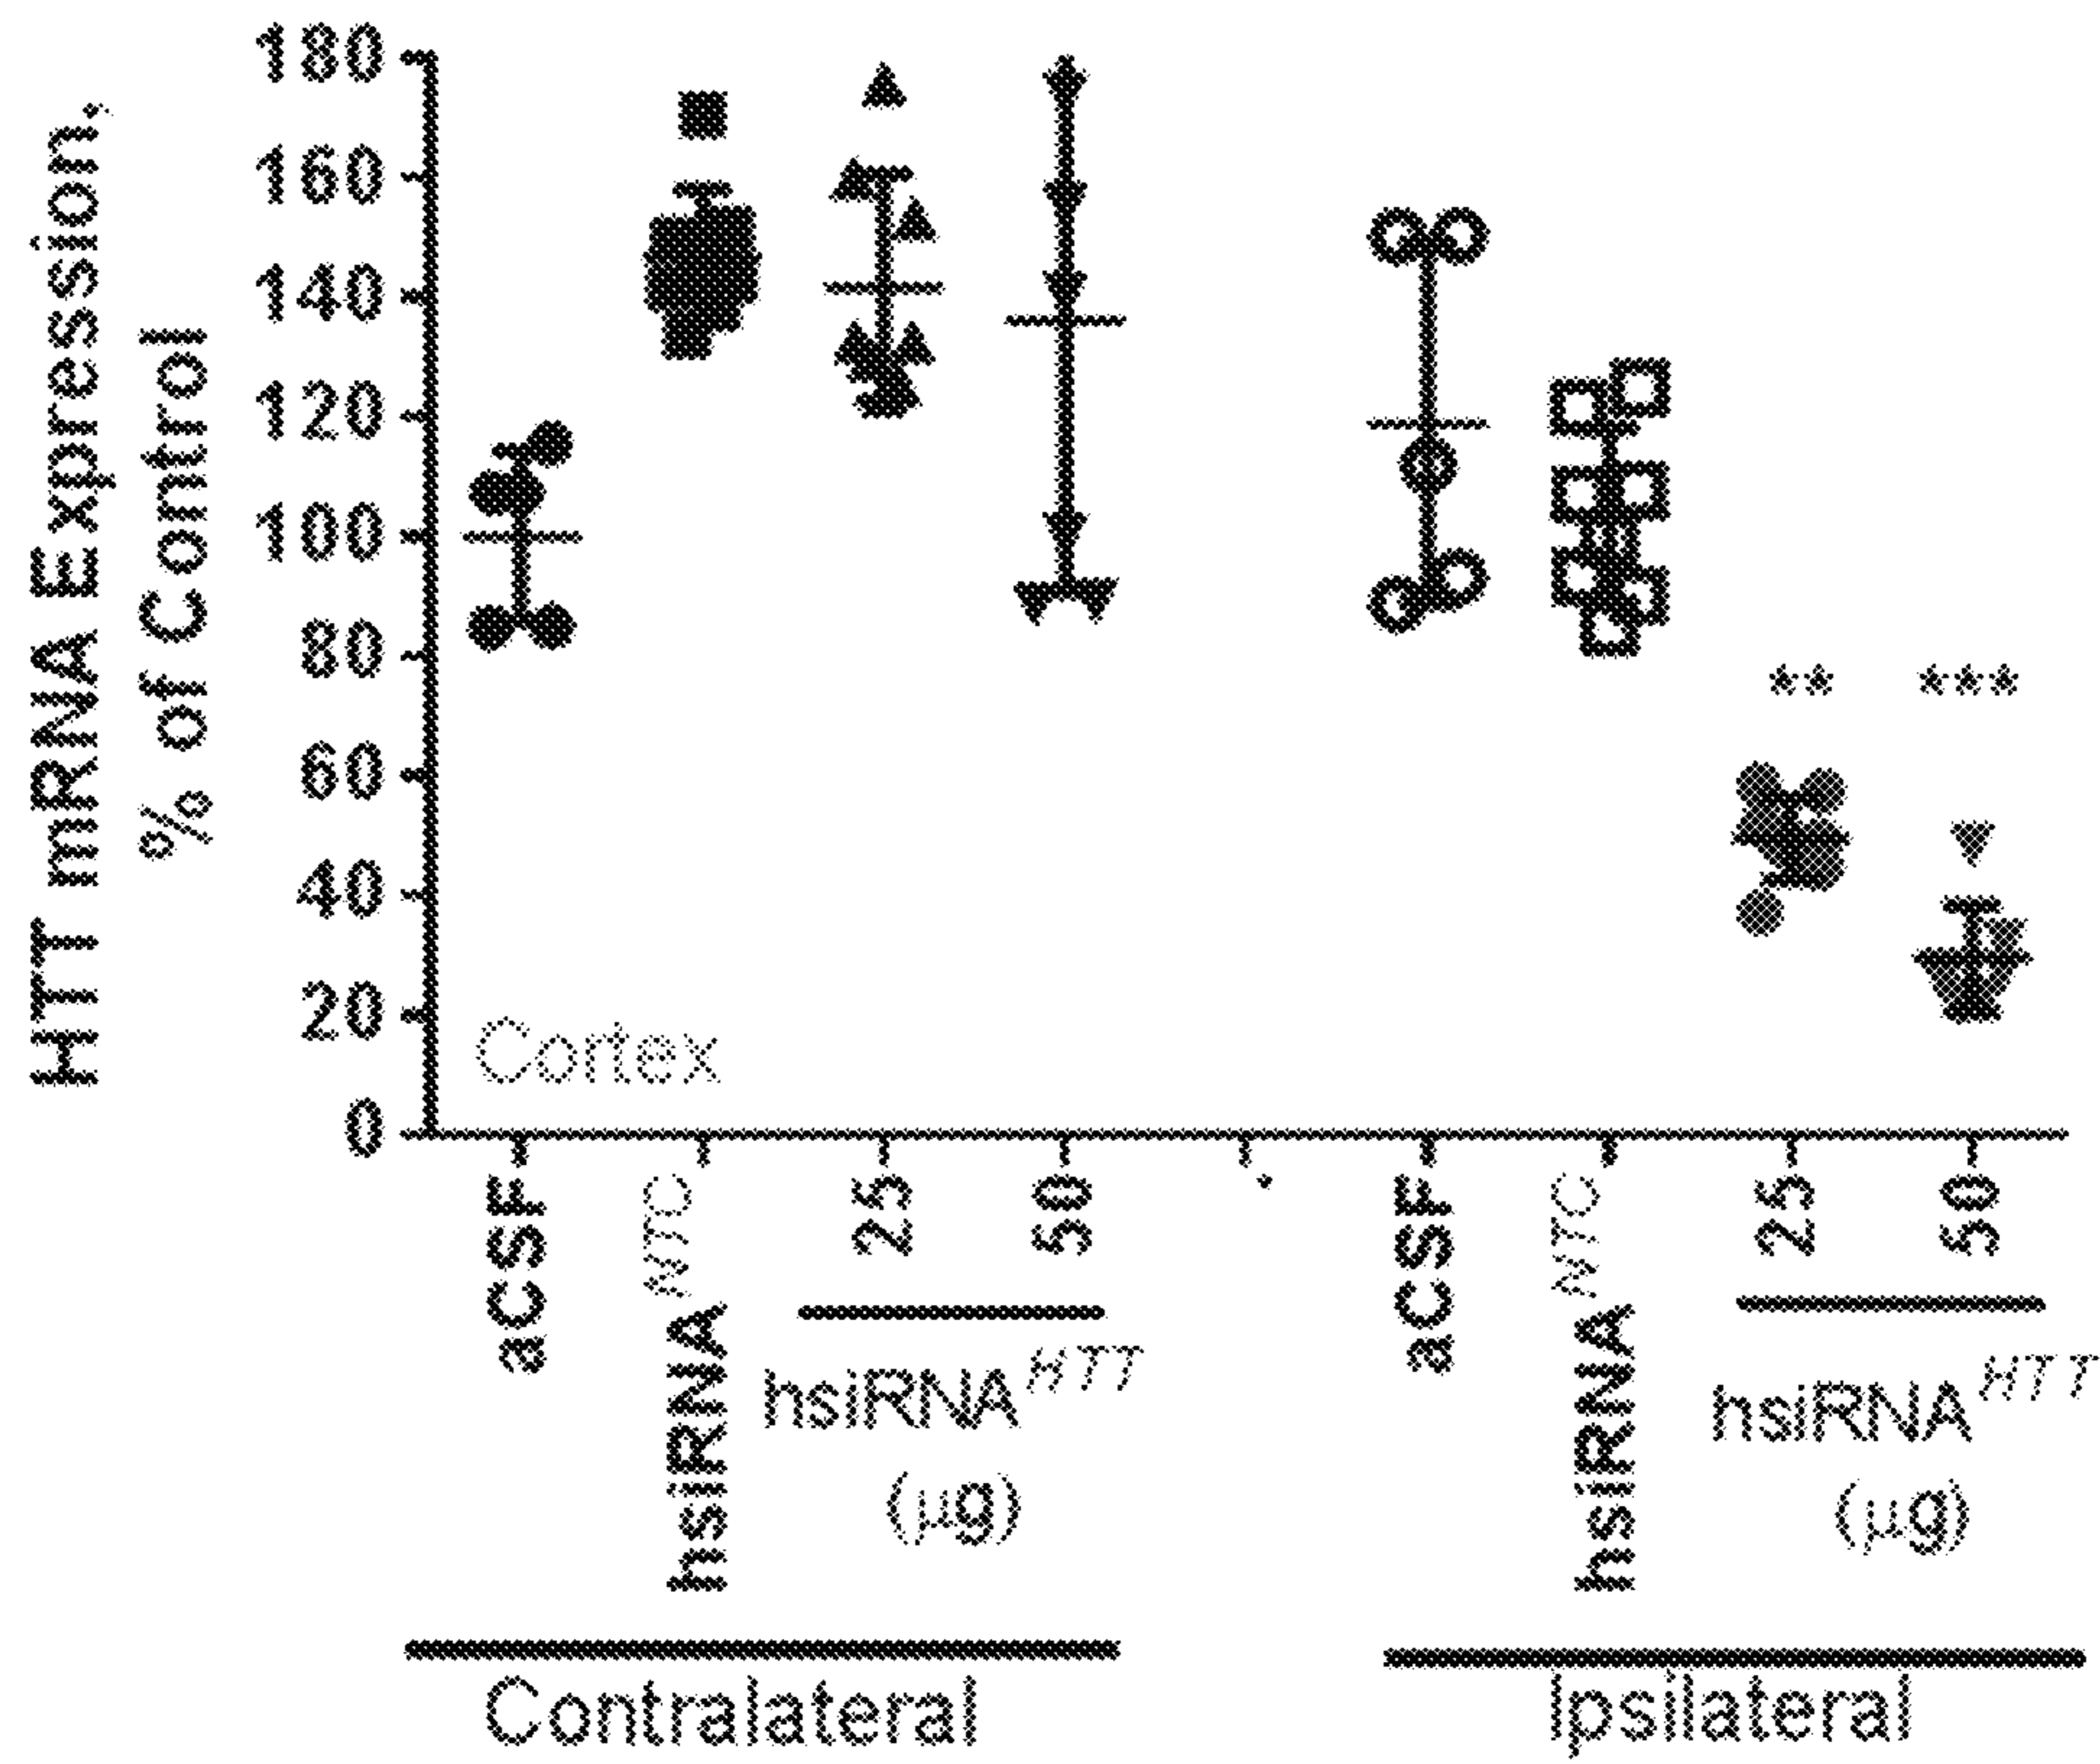 HTT mRNA Expression,
% of Control
180
160
140
120
100
80
60
40
20
0
** ***
Cortex
aCSF
hsiRNA^NTC
25
50
hsiRNA^HTT
(μg)
Contralateral
aCSF
hsiRNA^NTC
25
50
hsiRNA^HTT
(μg)
Ipsilateral